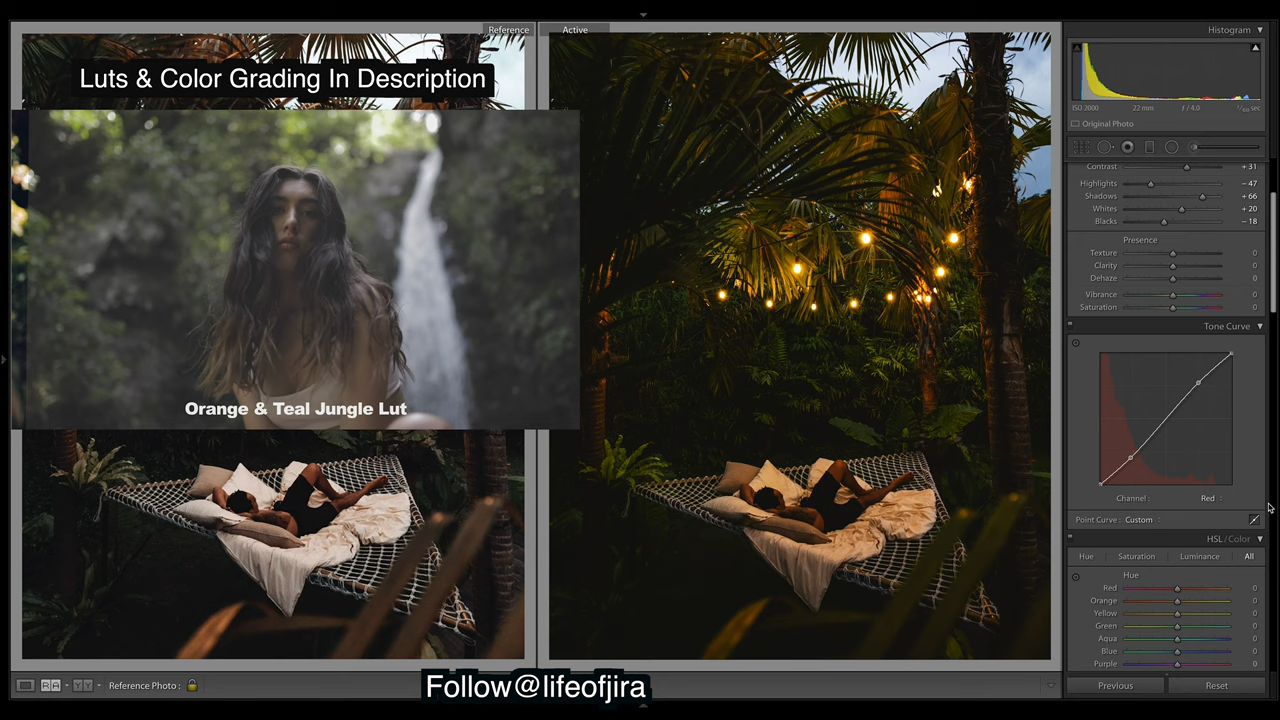 Reference
Active
Histogram
Luts & Color Grading In Description
ISO 2000
22 mm
f / 4.0
Original Photo
Contrast + 31
Highlights – 47
Shadows + 66
Whites + 20
Blacks – 18
Presence
Texture 0
Clarity 0
Dehaze 0
Vibrance 0
Saturation 0
Tone Curve
Orange & Teal Jungle Lut
Channel : Red
Point Curve : Custom
HSL / Color
Hue Saturation Luminance All
Hue
Red 0
Orange 0
Yellow 0
Green 0
Aqua 0
Blue 0
Purple 0
Reference Photo :
Previous
Reset
Follow@lifeofjira